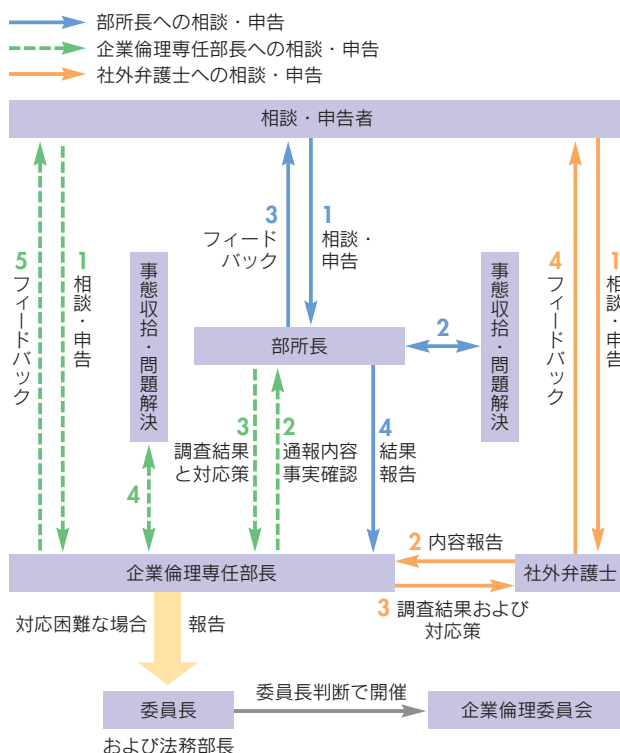 部所長への相談・申告
企業倫理専任部長への相談・申告
社外弁護士への相談・申告
相談・申告者
5
フィードバック
1
相談・申告
事態収拾・問題解決
4
3
フィード
バック
1
相談・
申告
部所長
2
事態収拾・問題解決
4
フィードバック
1
相談・申告
3
調査結果
と対応策
2
通報内容
事実確認
4
結果
報告
企業倫理専任部長
2 内容報告
社外弁護士
3 調査結果および
対応策
対応困難な場合
報告
委員長
および法務部長
委員長判断で開催
企業倫理委員会